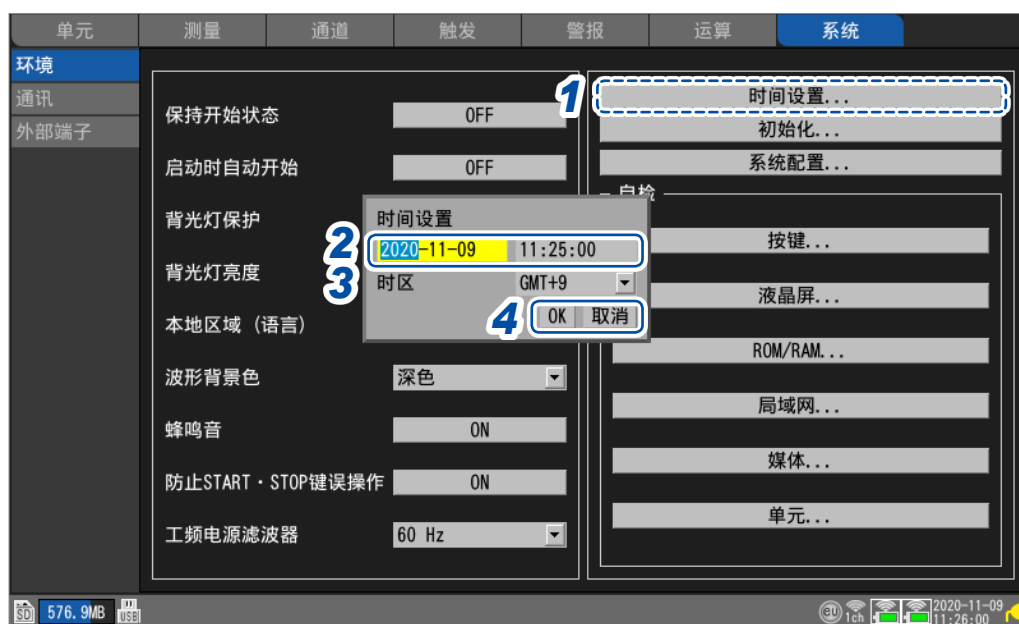 单元 测量 通道 触发 警报 运算 系统
环境
通讯
外部端子
保持开始状态 OFF
启动时自动开始 OFF
背光灯保护
背光灯亮度
本地区域（语言）
波形背景色 深色
蜂鸣音 ON
防止START・STOP键误操作 ON
工频电源滤波器 60 Hz
1 时间设置...
初始化...
系统配置...
自检
按键...
液晶屏...
ROM/RAM...
局域网...
媒体...
单元...
时间设置
2 2020-11-09 11:25:00
3 时区 GMT+9
4 OK 取消
SD 576.9MB USB
eu 1ch 2020-11-09
11:26:00